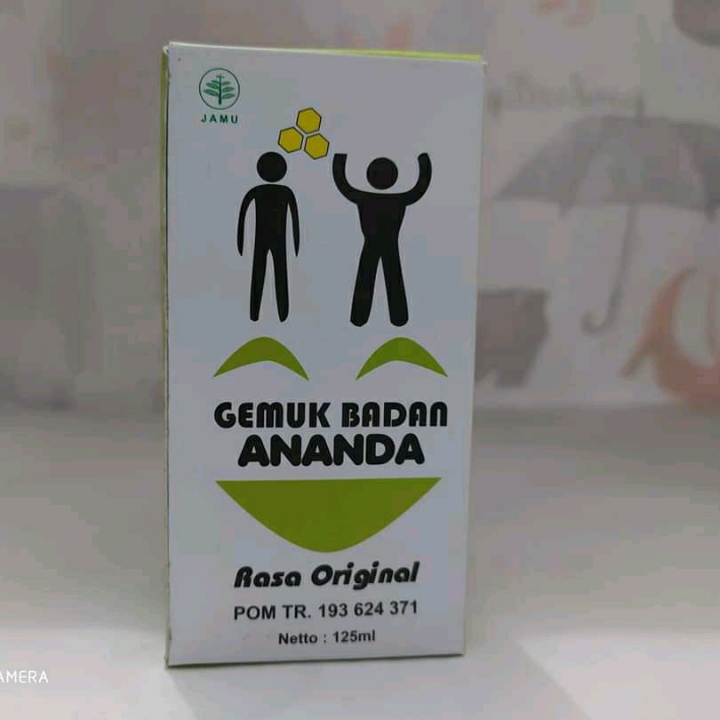 JAMU
GEMUK BADAN
ANANDA
Rasa Original
POM TR. 193 624 371
Netto : 125ml
AMERA